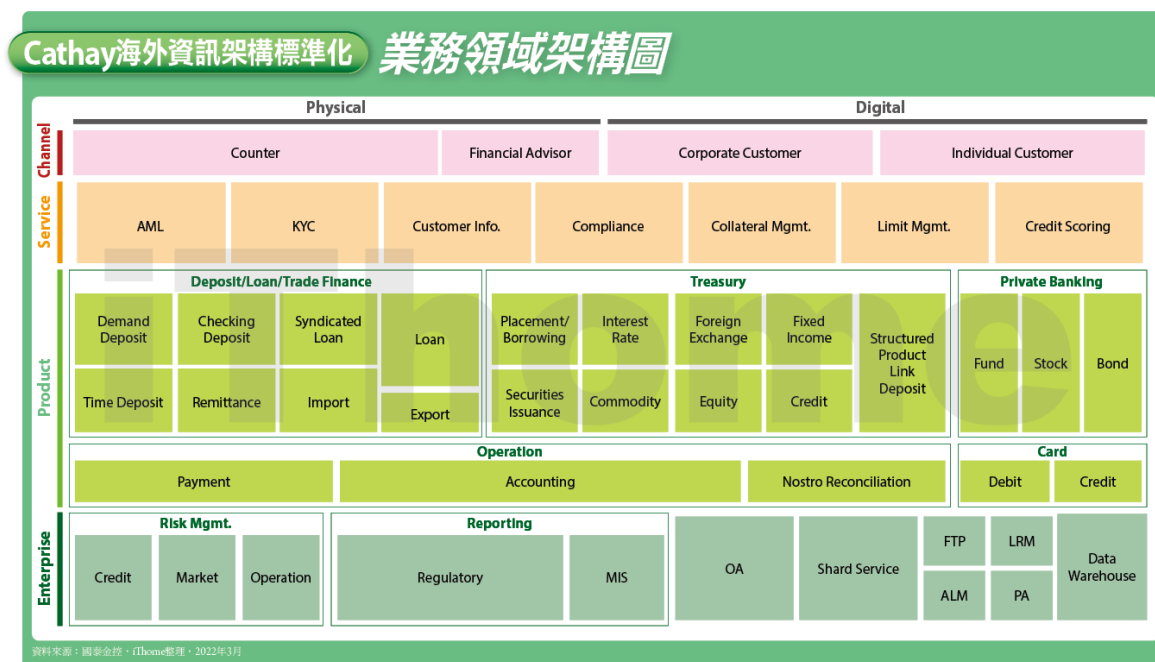 Cathay海外資訊架構標準化 業務領域架構圖
Physical Digital
Channel
Counter Financial Advisor Corporate Customer Individual Customer
Service
AML KYC Customer Info. Compliance Collateral Mgmt. Limit Mgmt. Credit Scoring
iThome
Product
Deposit/Loan/Trade Finance
Demand
Deposit
Checking
Deposit
Syndicated
Loan
Loan
Time Deposit
Remittance
Import
Export
Treasury
Placement/
Borrowing
Interest
Rate
Foreign
Exchange
Fixed
Income
Structured
Product
Link
Deposit
Securities
Issuance
Commodity
Equity
Credit
Private Banking
Fund
Stock
Bond
Operation
Payment
Accounting
Nostro Reconciliation
Card
Debit
Credit
Enterprise
Risk Mgmt.
Credit
Market
Operation
Reporting
Regulatory
MIS
OA
Shard Service
FTP
LRM
ALM
PA
Data
Warehouse
資料來源：國泰金控，iThome整理，2022年3月